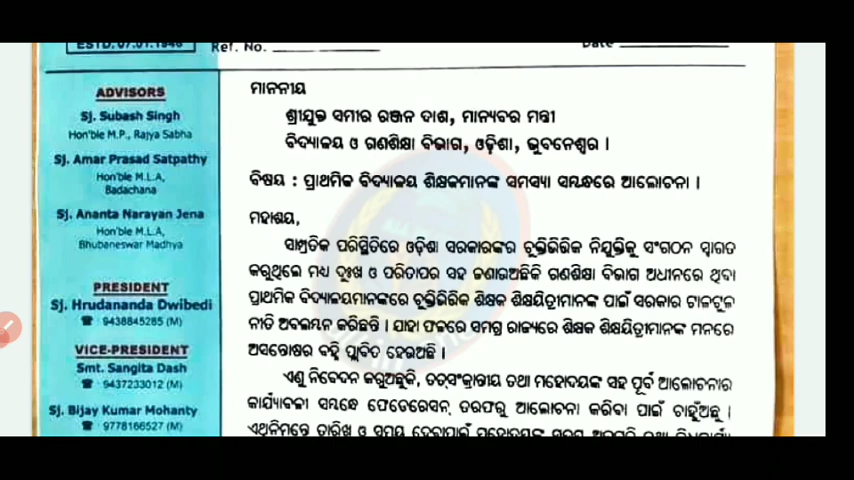 ESTD. 07.01.1948
Ref. No.
Date
ADVISORS
Sj. Subash Singh
Hon'ble M.P., Rajya Sabha
Sj. Amar Prasad Satpathy
Hon'ble M.L.A,
Badachana
Sj. Ananta Narayan Jena
Hon'ble M.L.A,
Bhubaneswar Madhya
PRESIDENT
Sj. Hrudananda Dwibedi
☎ : 9438845285 (M)
VICE-PRESIDENT
Smt. Sangita Dash
☎ : 9437233012 (M)
Sj. Bijay Kumar Mohanty
☎ : 9778166527 (M)
ମାନନୀୟ
ଶ୍ରୀଯୁକ୍ତ ସମୀର ରଞ୍ଜନ ଦାଶ, ମାନ୍ୟବର ମନ୍ତ୍ରୀ
ବିଦ୍ୟାଳୟ ଓ ଗଣଶିକ୍ଷା ବିଭାଗ, ଓଡ଼ିଶା, ଭୁବନେଶ୍ୱର ।
ବିଷୟ : ପ୍ରାଥମିକ ବିଦ୍ୟାଳୟ ଶିକ୍ଷକମାନଙ୍କ ସମସ୍ୟା ସମ୍ବନ୍ଧରେ ଆଲୋଚନା ।
ମହାଶୟ,
ସାମ୍ପ୍ରତିକ ପରିସ୍ଥିତିରେ ଓଡ଼ିଶା ସରକାରଙ୍କର ଚୁକ୍ତିଭିତ୍ତିକ ନିଯୁକ୍ତିକୁ ସଂଗଠନ ସ୍ୱାଗତ
କରୁଥିଲେ ମଧ୍ୟ ଦୁଃଖ ଓ ପରିତାପର ସହ ଜଣାଉଅଛିକି ଗଣଶିକ୍ଷା ବିଭାଗ ଅଧୀନରେ ଥିବା
ପ୍ରାଥମିକ ବିଦ୍ୟାଳୟମାନଙ୍କରେ ଚୁକ୍ତିଭିତ୍ତିକ ଶିକ୍ଷକ ଶିକ୍ଷୟିତ୍ରୀମାନଙ୍କ ପାଇଁ ସରକାର ଟାଳଟୁଳ
ନୀତି ଅବଲମ୍ବନ କରିଛନ୍ତି । ଯାହା ଫଳରେ ସମଗ୍ର ରାଜ୍ୟରେ ଶିକ୍ଷକ ଶିକ୍ଷୟିତ୍ରୀମାନଙ୍କ ମନରେ
ଅସନ୍ତୋଷର ବହ୍ନି ପ୍ଲାବିତ ହେଉଅଛି ।
ଏଣୁ ନିବେଦନ କରୁଅଛୁକି, ତତ୍‌ସଂକ୍ରାନ୍ତୀୟ ତଥା ମହୋଦୟଙ୍କ ସହ ପୂର୍ବ ଆଲୋଚନାର
କାର୍ଯ୍ୟାବଳୀ ସମ୍ବନ୍ଧେ ଫେଡେରେସନ୍ ତରଫରୁ ଆଲୋଚନା କରିବା ପାଇଁ ଚାହୁଁଅଛୁ ।
ଏଥିନିମନ୍ତେ ତାରିଖ ଓ ସମୟ ଦେବାପାଇଁ ମହୋଦୟଙ୍କ